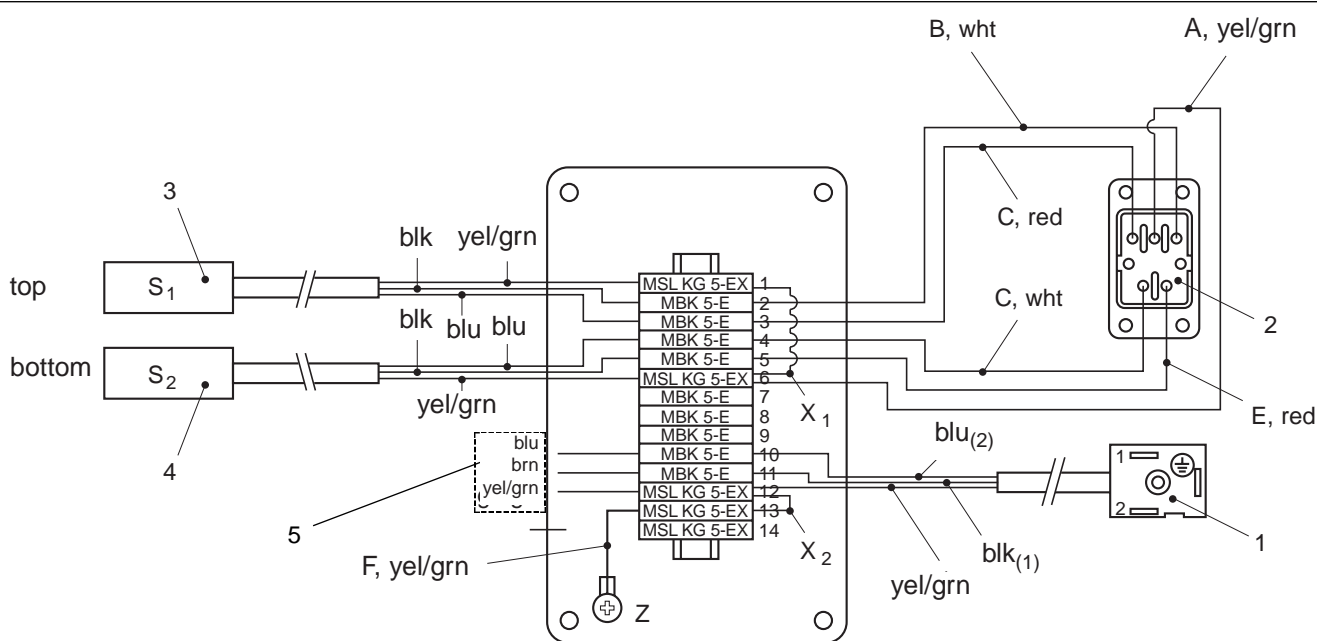 B, wht
A, yel/grn
3
blk
yel/grn
C, red
top
S1
MSL KG 5-EX 1
MBK 5-E 2
MBK 5-E 3
MBK 5-E 4
MBK 5-E 5
MSL KG 5-EX 6
MBK 5-E 7
MBK 5-E 8
MBK 5-E 9
MBK 5-E 10
MBK 5-E 11
MSL KG 5-EX 12
MSL KG 5-EX 13
MSL KG 5-EX 14
blk
blu
blu
C, wht
2
bottom
S2
yel/grn
X1
E, red
4
blu
brn
yel/grn
blu(2)
1
2
5
X2
blk(1)
1
F, yel/grn
yel/grn
Z